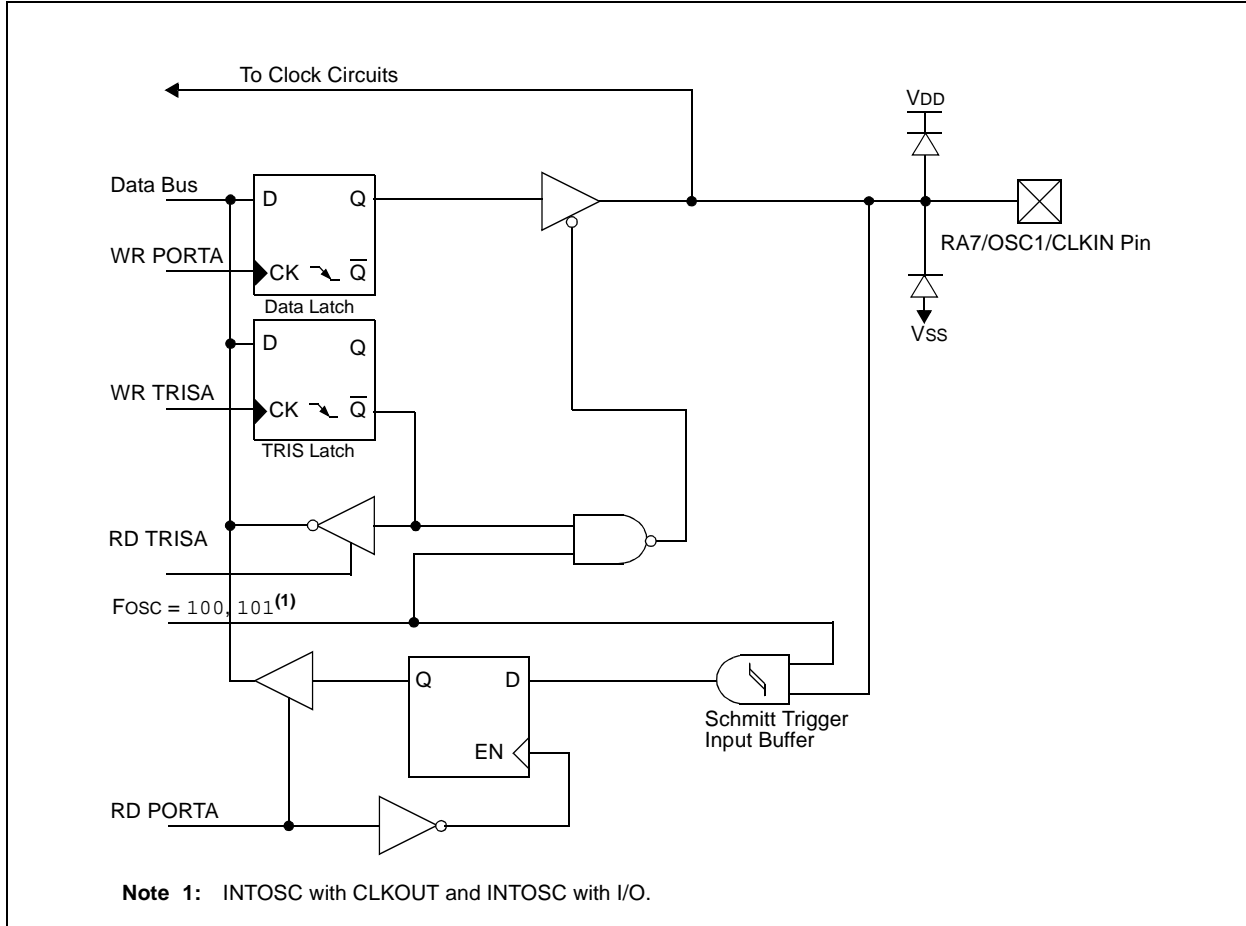 To Clock Circuits
VDD
Data Bus
D Q
RA7/OSC1/CLKIN Pin
WR PORTA
CK Q̅
Data Latch
VSS
D Q
WR TRISA
CK Q̅
TRIS Latch
RD TRISA
FOSC = 100, 101(1)
Q D
Schmitt Trigger
Input Buffer
EN
RD PORTA
Note 1: INTOSC with CLKOUT and INTOSC with I/O.